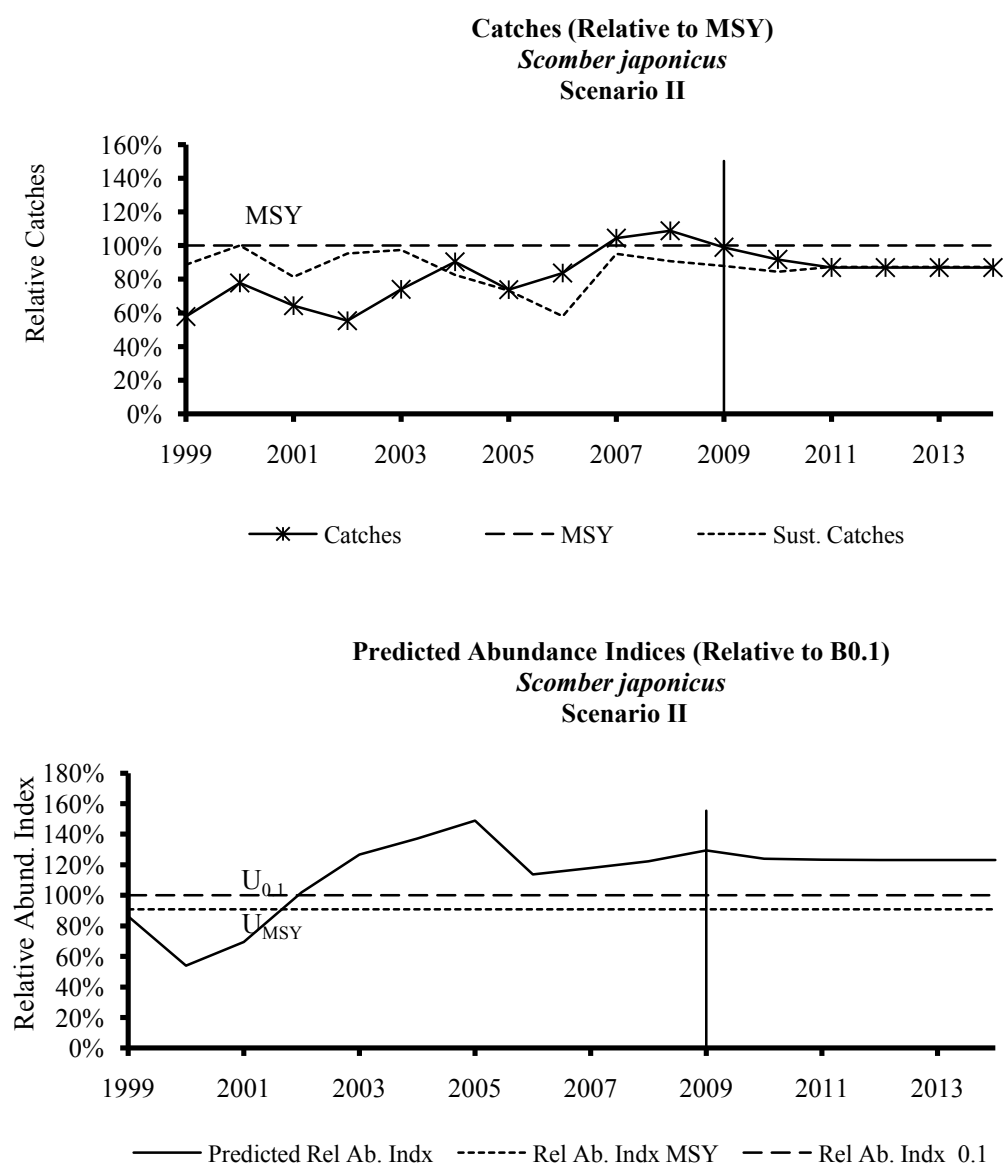 Catches (Relative to MSY)
Scomber japonicus
Scenario II
160%
140%
120%
100%
80%
60%
40%
20%
0%
Relative Catches
MSY
1999 2001 2003 2005 2007 2009 2011 2013
Catches MSY Sust. Catches
Predicted Abundance Indices (Relative to B0.1)
Scomber japonicus
Scenario II
180%
160%
140%
120%
100%
80%
60%
40%
20%
0%
Relative Abund. Index
U0.1
UMSY
1999 2001 2003 2005 2007 2009 2011 2013
Predicted Rel Ab. Indx Rel Ab. Indx MSY Rel Ab. Indx 0.1